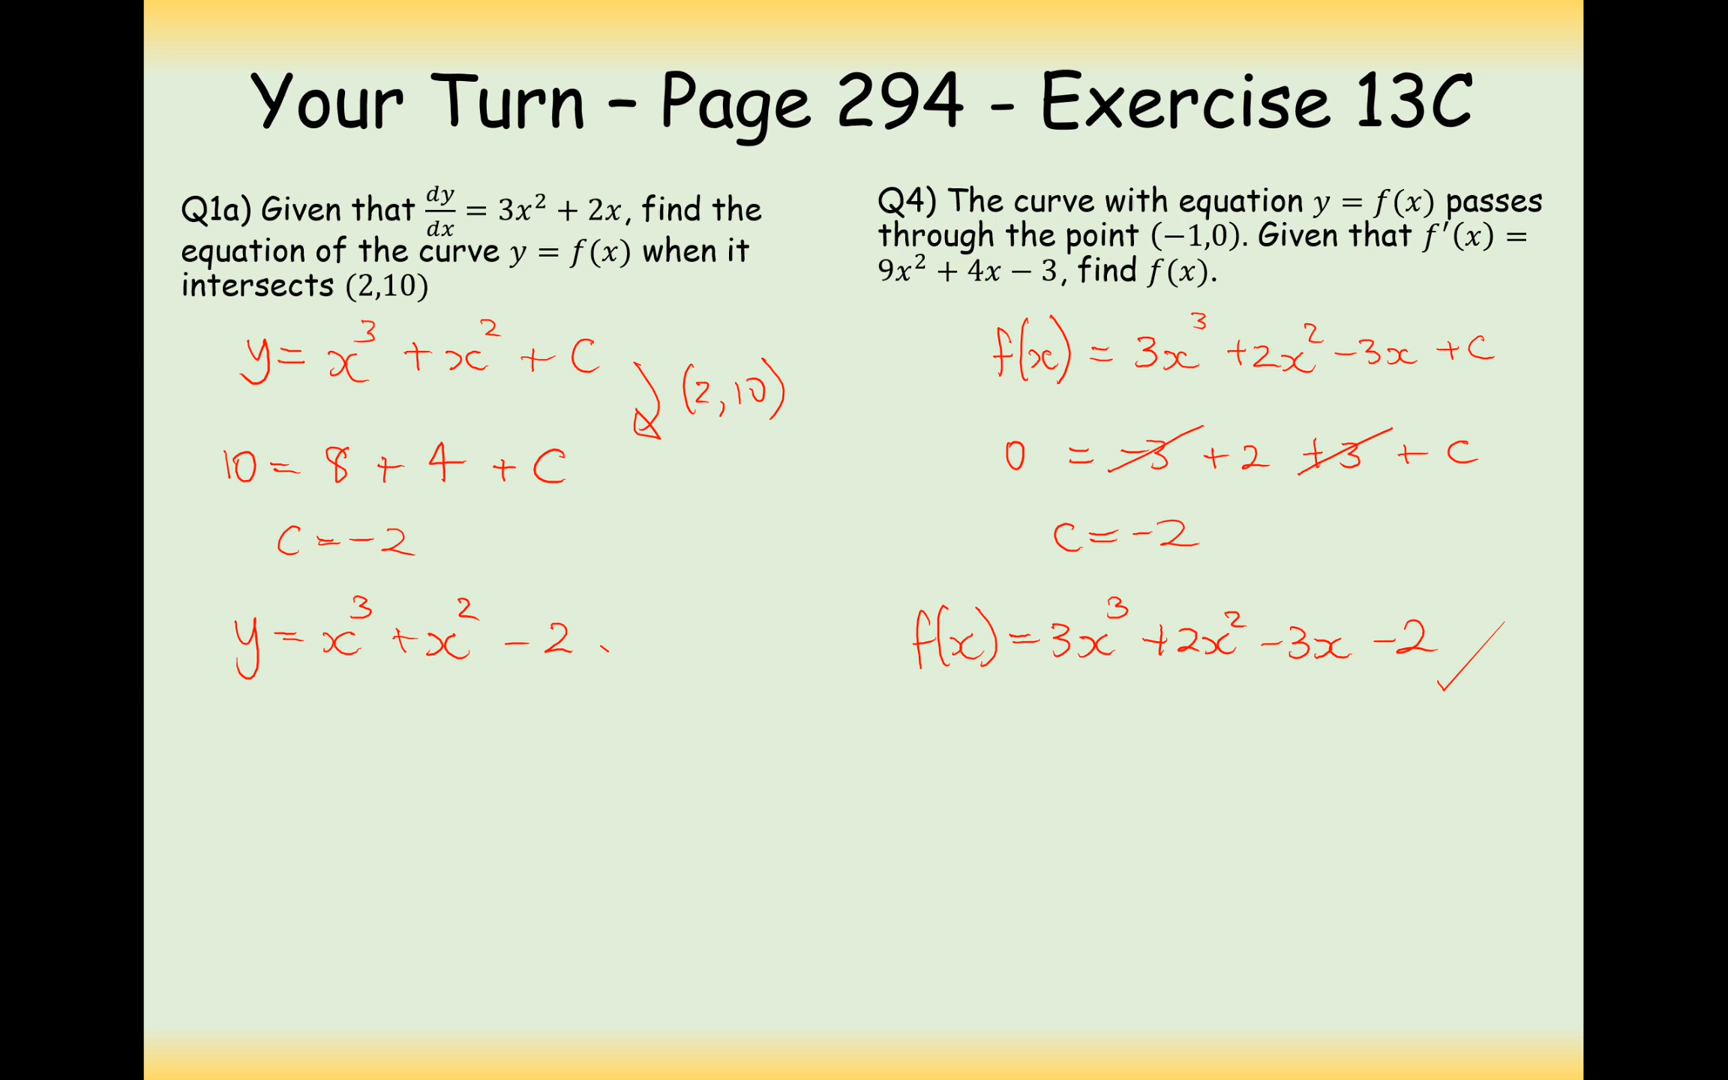 Your Turn – Page 294 - Exercise 13C
Q1a) Given that dy/dx = 3x² + 2x, find the
equation of the curve y = f(x) when it
intersects (2,10)
y = x³ + x² + C
(2,10)
10 = 8 + 4 + C
C = -2
y = x³ + x² - 2 .
Q4) The curve with equation y = f(x) passes
through the point (−1,0). Given that f′(x) =
9x² + 4x − 3, find f(x).
f(x) = 3x³ + 2x² - 3x + C
0 = -3 + 2 + 3 + C
C = -2
f(x) = 3x³ + 2x² - 3x - 2 ✓